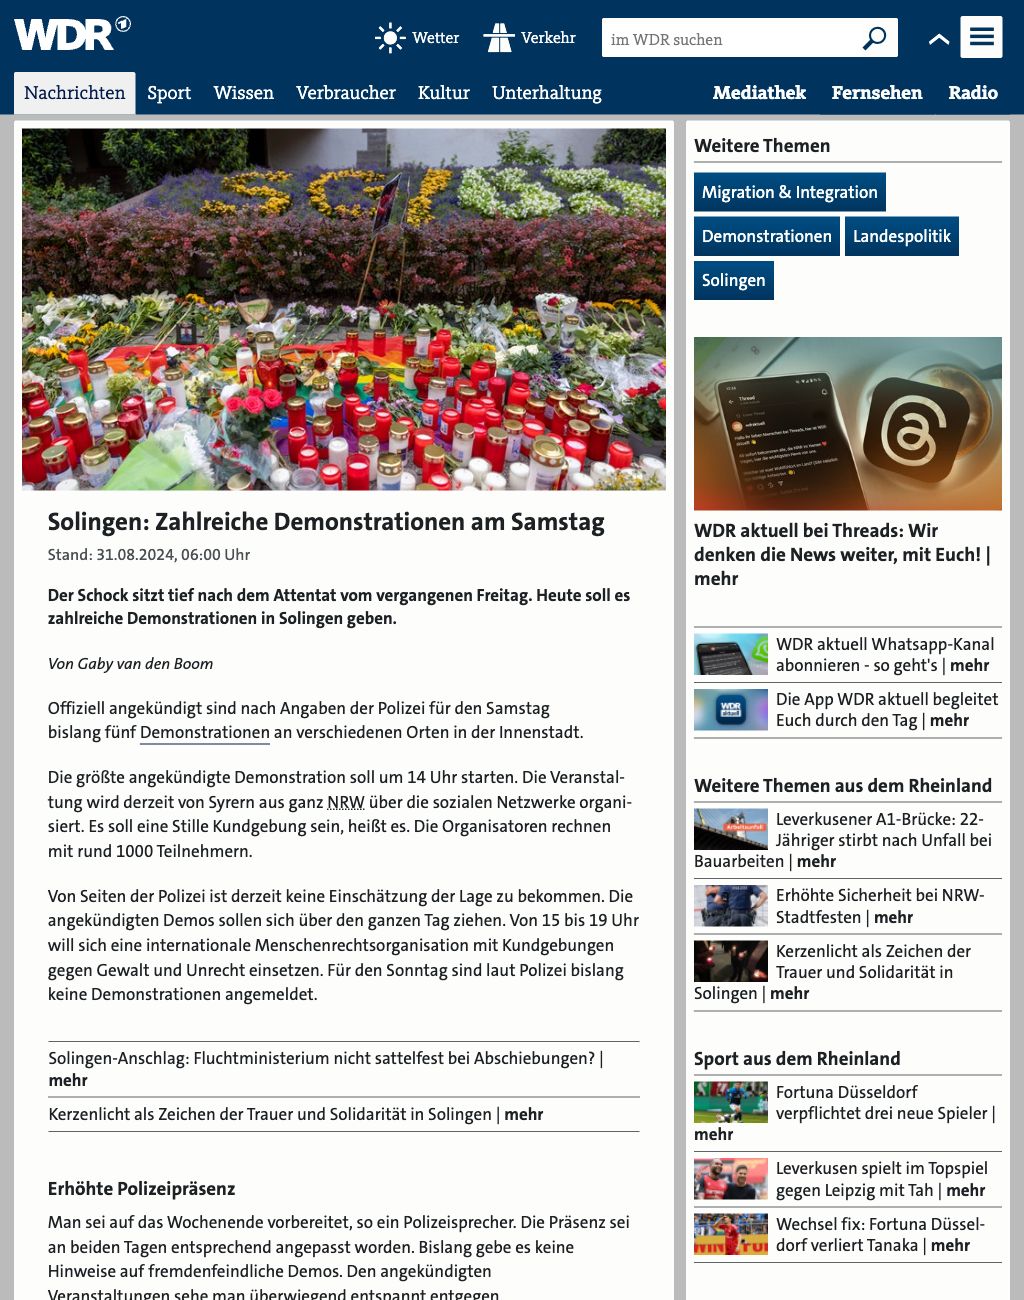 WDR
Wetter
Verkehr
im WDR suchen
Nachrichten
Sport
Wissen
Verbraucher
Kultur
Unterhaltung
Mediathek
Fernsehen
Radio
Solingen: Zahlreiche Demonstrationen am Samstag
Stand: 31.08.2024, 06:00 Uhr
Der Schock sitzt tief nach dem Attentat vom vergangenen Freitag. Heute soll es
zahlreiche Demonstrationen in Solingen geben.
Von Gaby van den Boom
Offiziell angekündigt sind nach Angaben der Polizei für den Samstag
bislang fünf Demonstrationen an verschiedenen Orten in der Innenstadt.
Die größte angekündigte Demonstration soll um 14 Uhr starten. Die Veranstal-
tung wird derzeit von Syrern aus ganz NRW über die sozialen Netzwerke organi-
siert. Es soll eine Stille Kundgebung sein, heißt es. Die Organisatoren rechnen
mit rund 1000 Teilnehmern.
Von Seiten der Polizei ist derzeit keine Einschätzung der Lage zu bekommen. Die
angekündigten Demos sollen sich über den ganzen Tag ziehen. Von 15 bis 19 Uhr
will sich eine internationale Menschenrechtsorganisation mit Kundgebungen
gegen Gewalt und Unrecht einsetzen. Für den Sonntag sind laut Polizei bislang
keine Demonstrationen angemeldet.
Solingen-Anschlag: Fluchtministerium nicht sattelfest bei Abschiebungen? |
mehr
Kerzenlicht als Zeichen der Trauer und Solidarität in Solingen | mehr
Erhöhte Polizeipräsenz
Man sei auf das Wochenende vorbereitet, so ein Polizeisprecher. Die Präsenz sei
an beiden Tagen entsprechend angepasst worden. Bislang gebe es keine
Hinweise auf fremdenfeindliche Demos. Den angekündigten
Veranstaltungen sehe man überwiegend entspannt entgegen.
Weitere Themen
Migration & Integration
Demonstrationen
Landespolitik
Solingen
Thread
WDR aktuell bei Threads: Wir
denken die News weiter, mit Euch! |
mehr
WDR aktuell Whatsapp-Kanal
abonnieren - so geht's | mehr
WDR
aktuell
Die App WDR aktuell begleitet
Euch durch den Tag | mehr
Weitere Themen aus dem Rheinland
Arbeitsunfall
Leverkusener A1-Brücke: 22-
Jähriger stirbt nach Unfall bei
Bauarbeiten | mehr
Erhöhte Sicherheit bei NRW-
Stadtfesten | mehr
Kerzenlicht als Zeichen der
Trauer und Solidarität in
Solingen | mehr
Sport aus dem Rheinland
Fortuna Düsseldorf
verpflichtet drei neue Spieler |
mehr
Leverkusen spielt im Topspiel
gegen Leipzig mit Tah | mehr
Wechsel fix: Fortuna Düssel-
dorf verliert Tanaka | mehr